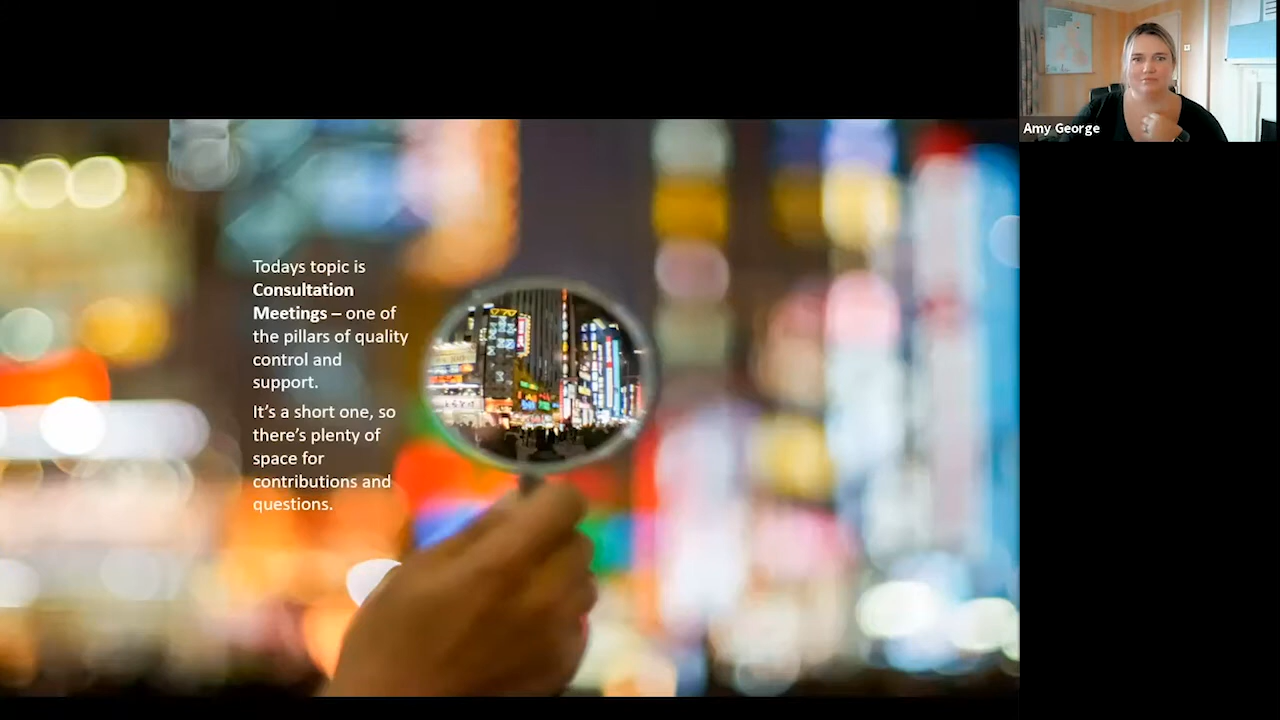 Todays topic is
Consultation
Meetings – one of
the pillars of quality
control and
support.
It's a short one, so
there's plenty of
space for
contributions and
questions.
Amy George